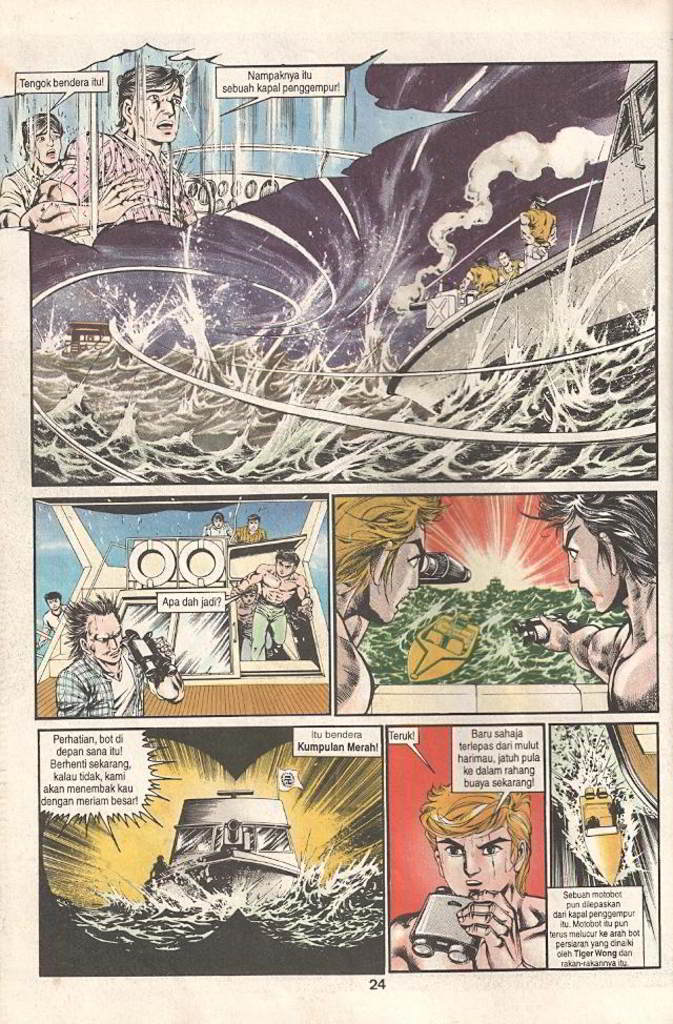 Tengok bendera itu!
Nampaknya itu
sebuah kapal penggempur!
Apa dah jadi?
Perhatian, bot di
depan sana itu!
Berhenti sekarang,
kalau tidak, kami
akan menembak kau
dengan meriam besar!
Itu bendera
Kumpulan Merah!
Teruk!
Baru sahaja
terlepas dari mulut
harimau, jatuh pula
ke dalam rahang
buaya sekarang!
Sebuah motobot
pun dilepaskan
dari kapal penggempur
itu. Motobot itu pun
terus melucur ke arah bot
persiaran yang dinaiki
oleh Tiger Wong dan
rakan-rakannya itu.
24